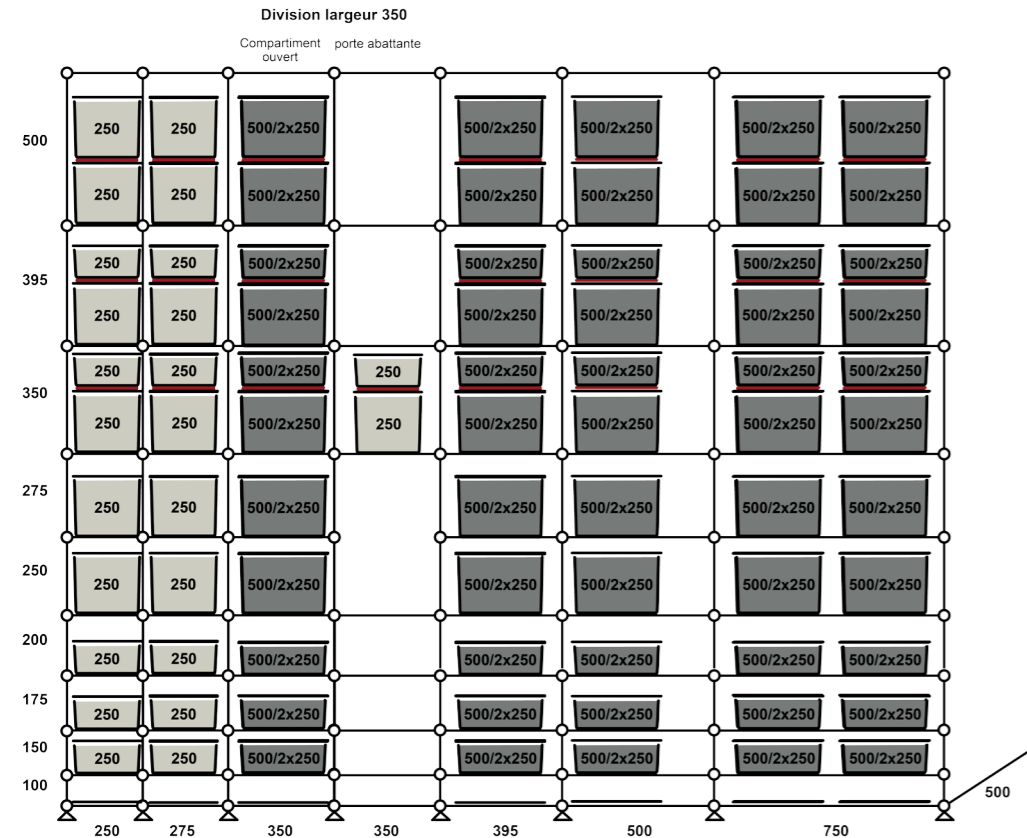 Division largeur 350
Compartiment porte abattante
ouvert
500
250 250 500/2x250 500/2x250 500/2x250 500/2x250 500/2x250
250 250 500/2x250 500/2x250 500/2x250 500/2x250 500/2x250
395
250 250 500/2x250 500/2x250 500/2x250 500/2x250 500/2x250
250 250 500/2x250 500/2x250 500/2x250 500/2x250 500/2x250
350
250 250 500/2x250 250 500/2x250 500/2x250 500/2x250 500/2x250
250 250 500/2x250 250 500/2x250 500/2x250 500/2x250 500/2x250
275
250 250 500/2x250 500/2x250 500/2x250 500/2x250 500/2x250
250
250 250 500/2x250 500/2x250 500/2x250 500/2x250 500/2x250
200
250 250 500/2x250 500/2x250 500/2x250 500/2x250 500/2x250
175
250 250 500/2x250 500/2x250 500/2x250 500/2x250 500/2x250
150
250 250 500/2x250 500/2x250 500/2x250 500/2x250 500/2x250
100
500
250 275 350 350 395 500 750